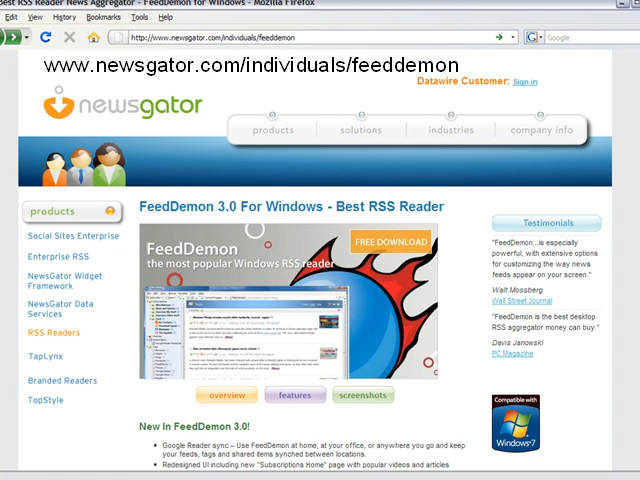 Best RSS Reader News Aggregator - FeedDemon for Windows - Mozilla Firefox
Edit View History Bookmarks Tools Help
http://www.newsgator.com/individuals/feeddemon
Google
www.newsgator.com/individuals/feeddemon
Datawire Customer: Sign in
newsgator
products solutions industries company info
products
Social Sites Enterprise
Enterprise RSS
NewsGator Widget
Framework
NewsGator Data
Services
RSS Readers
TapLynx
Branded Readers
TopStyle
FeedDemon 3.0 For Windows - Best RSS Reader
FeedDemon
the most popular Windows RSS reader
FREE DOWNLOAD
overview features screenshots
New In FeedDemon 3.0!
• Google Reader sync – Use FeedDemon at home, at your office, or anywhere you go and keep
your feeds, tags and shared items synched between locations.
• Redesigned UI including new "Subscriptions Home" page with popular videos and articles
Testimonials
"FeedDemon...is especially
powerful, with extensive options
for customizing the way news
feeds appear on your screen."
Walt Mossberg
Wall Street Journal
"FeedDemon is the best desktop
RSS aggregator money can buy."
Davis Janowski
PC Magazine
Compatible with
Windows 7